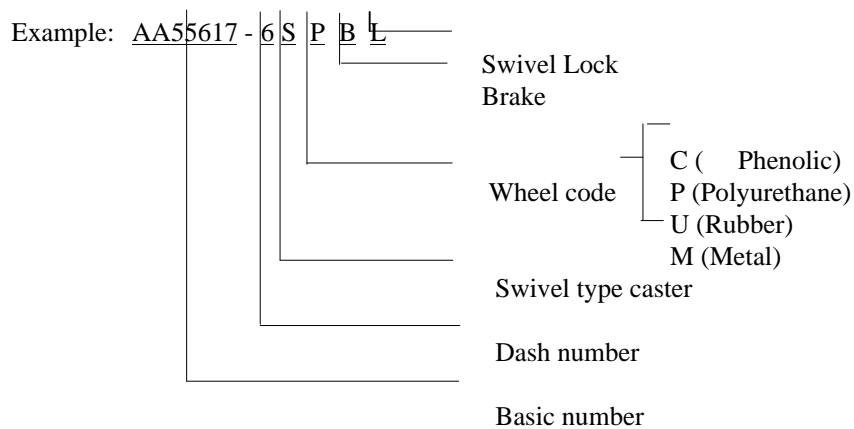 Example: AA55617 - 6 S P B L
Swivel Lock
Brake
C ( Phenolic)
Wheel code P (Polyurethane)
U (Rubber)
M (Metal)
Swivel type caster
Dash number
Basic number